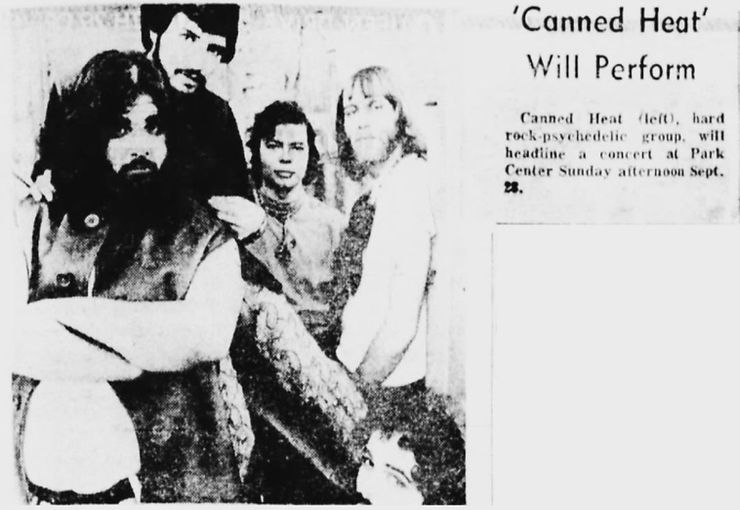 'Canned Heat'
Will Perform
Canned Heat (left), hard
rock-psychedelic group, will
headline a concert at Park
Center Sunday afternoon Sept.
28.